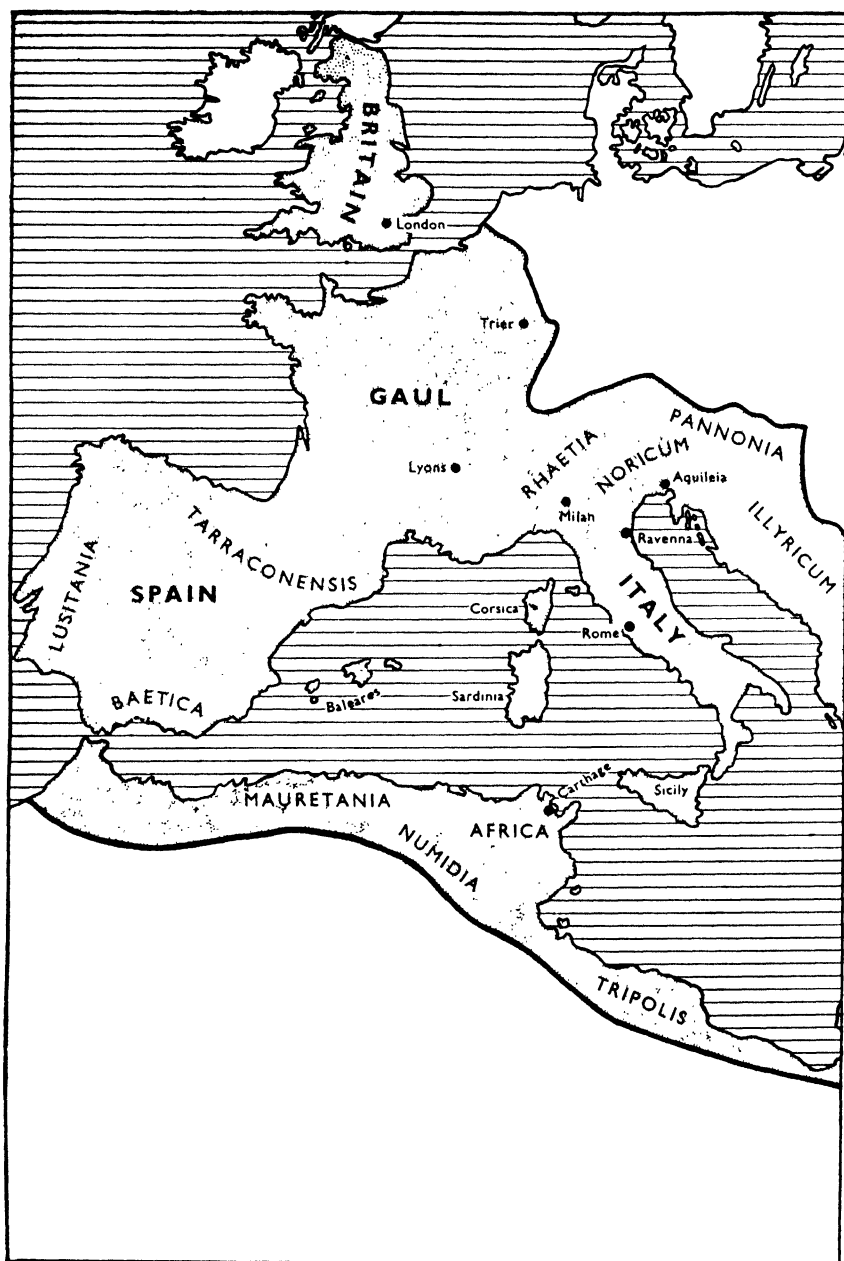 BRITAIN
London
Trier
GAUL
PANNONIA
RHAETIA
NORICUM
Lyons
Aquileia
Milan
ILLYRICUM
TARRACONENSIS
Ravenna
LUSITANIA
SPAIN
Corsica
ITALY
Rome
BAETICA
Baleares
Sardinia
Carthage
Sicily
MAURETANIA
AFRICA
NUMIDIA
TRIPOLIS